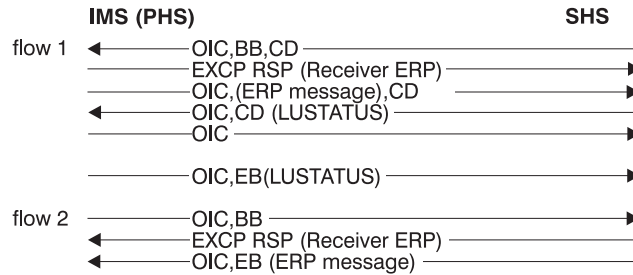 IMS (PHS) SHS
flow 1 OIC,BB,CD
EXCP RSP (Receiver ERP)
OIC,(ERP message),CD
OIC,CD (LUSTATUS)
OIC
OIC,EB(LUSTATUS)
flow 2 OIC,BB
EXCP RSP (Receiver ERP)
OIC,EB (ERP message)